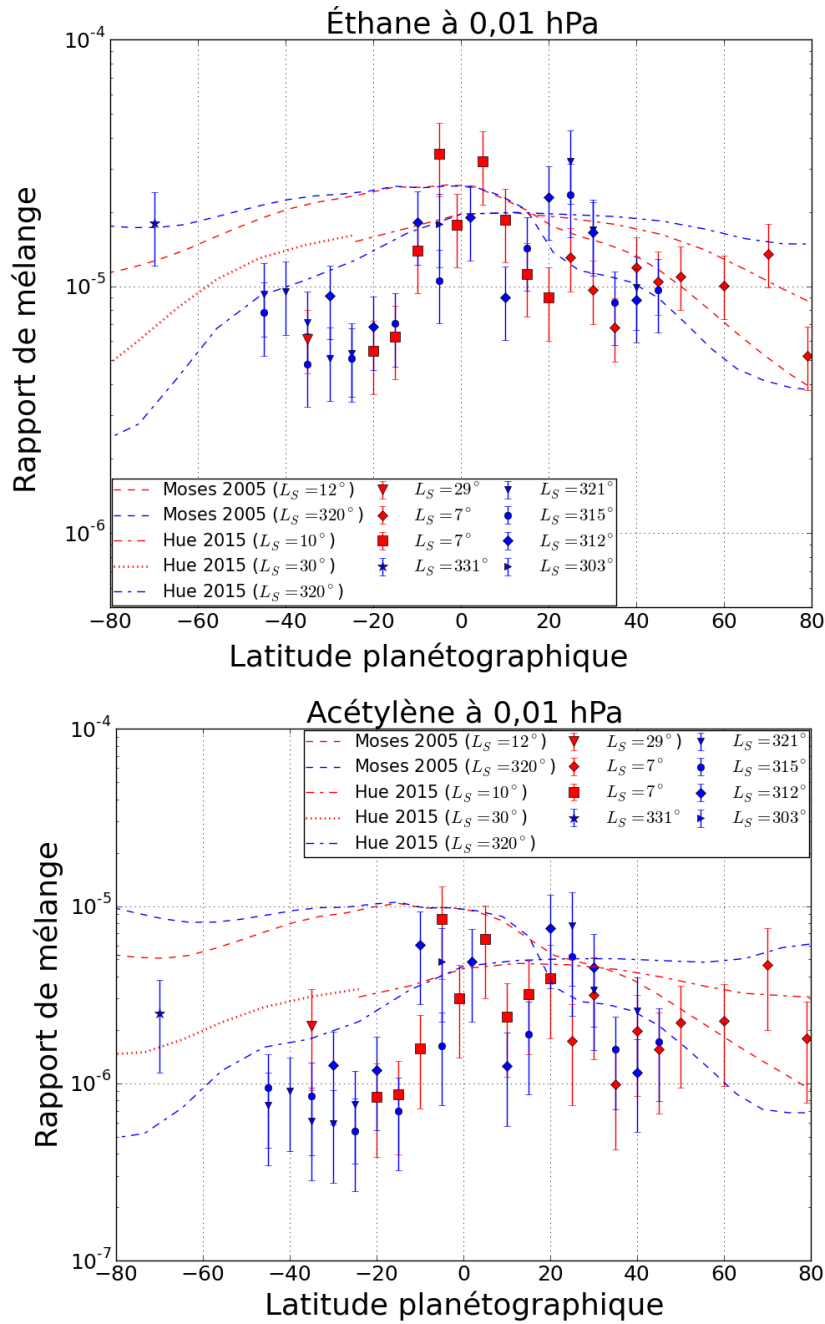 Éthane à 0,01 hPa
10^{-4}
10^{-5}
10^{-6}
Rapport de mélange
Moses 2005 (L_S = 12°)
Moses 2005 (L_S = 320°)
Hue 2015 (L_S = 10°)
Hue 2015 (L_S = 30°)
Hue 2015 (L_S = 320°)
L_S = 29°
L_S = 7°
L_S = 7°
L_S = 331°
L_S = 321°
L_S = 315°
L_S = 312°
L_S = 303°
−80 −60 −40 −20 0 20 40 60 80
Latitude planétographique
Acétylène à 0,01 hPa
10^{-4}
10^{-5}
10^{-6}
10^{-7}
Rapport de mélange
Moses 2005 (L_S = 12°)
Moses 2005 (L_S = 320°)
Hue 2015 (L_S = 10°)
Hue 2015 (L_S = 30°)
Hue 2015 (L_S = 320°)
L_S = 29°
L_S = 7°
L_S = 7°
L_S = 331°
L_S = 321°
L_S = 315°
L_S = 312°
L_S = 303°
−80 −60 −40 −20 0 20 40 60 80
Latitude planétographique